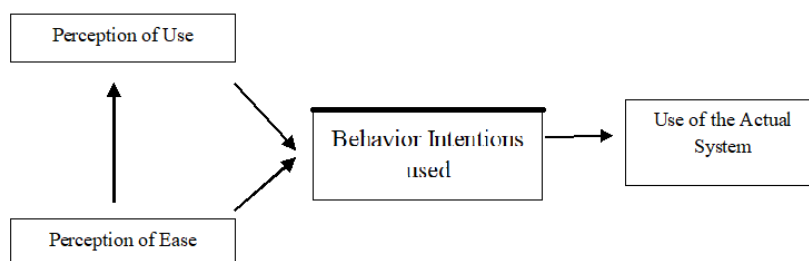 Perception of Use
Behavior Intentions
used
Use of the Actual
System
Perception of Ease